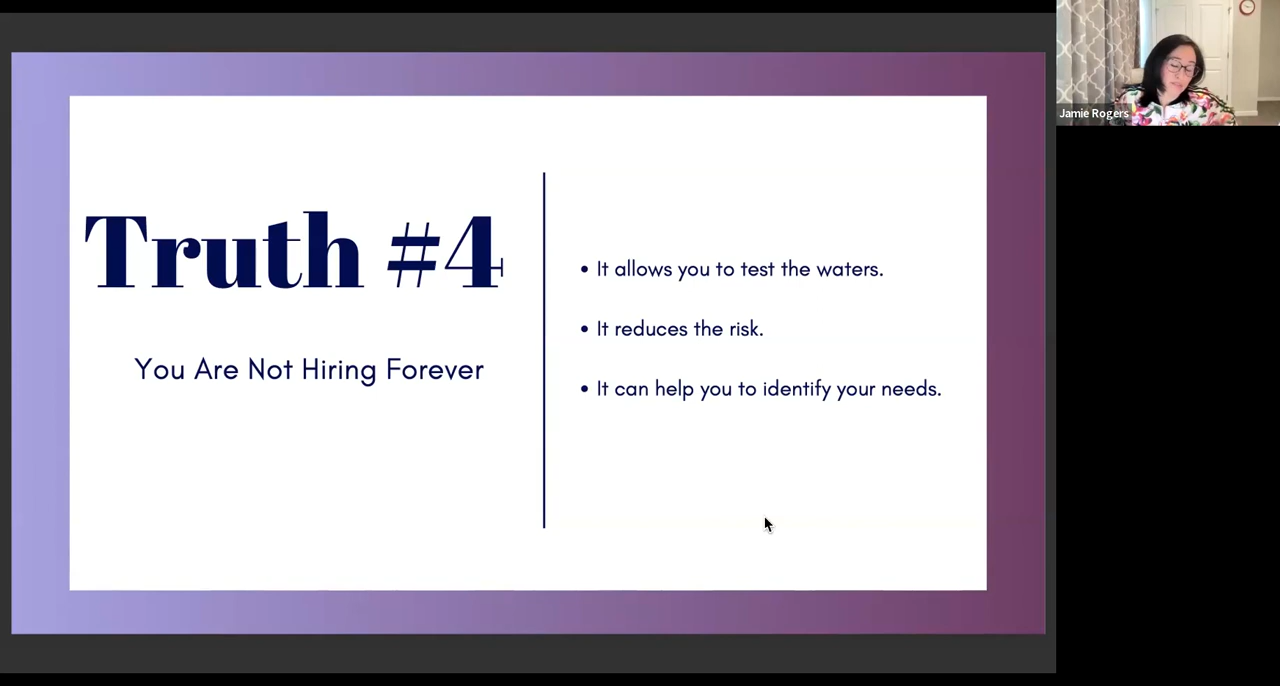 Truth #4
You Are Not Hiring Forever
• It allows you to test the waters.
• It reduces the risk.
• It can help you to identify your needs.
Jamie Rogers